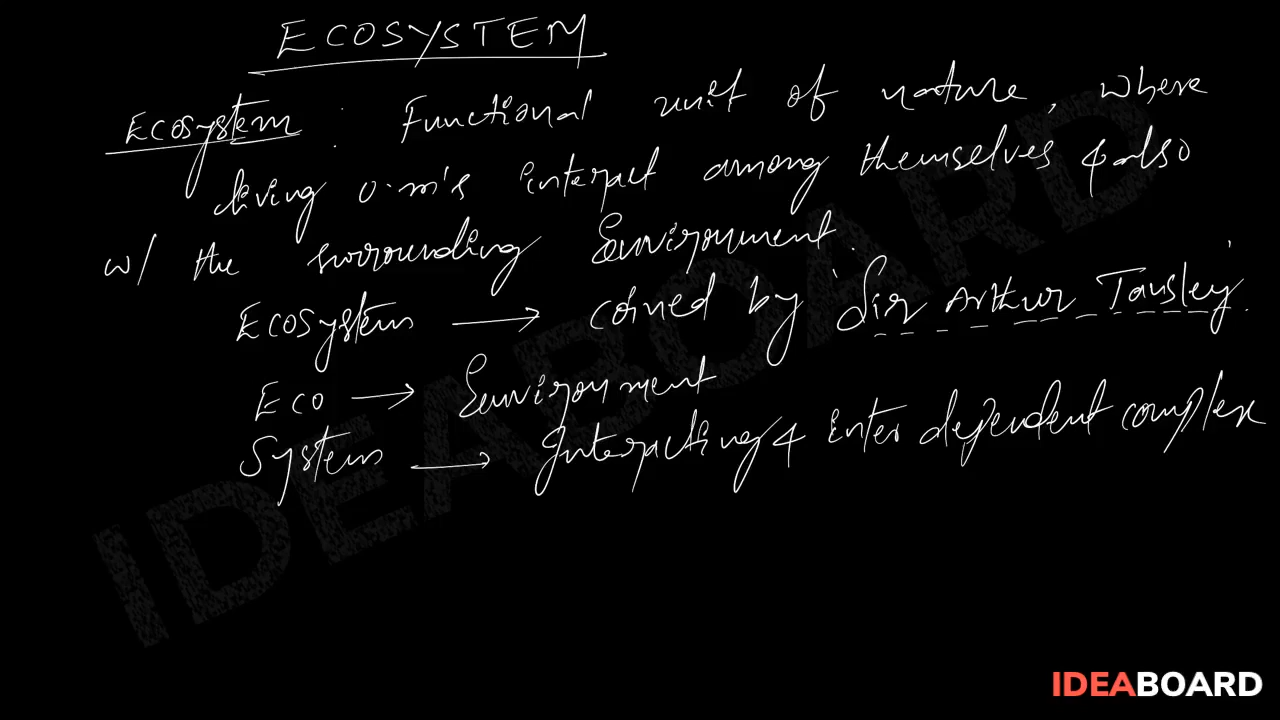 ECOSYSTEM
Ecosystem : Functional unit of nature, where
living o.m's interact among themselves & also
w/ the surrounding Environment.
Ecosystem → coined by 'Sir Arthur Tansley'.
Eco → Environment
System → Interacting & Inter dependent complex
IDEABOARD
IDEABOARD